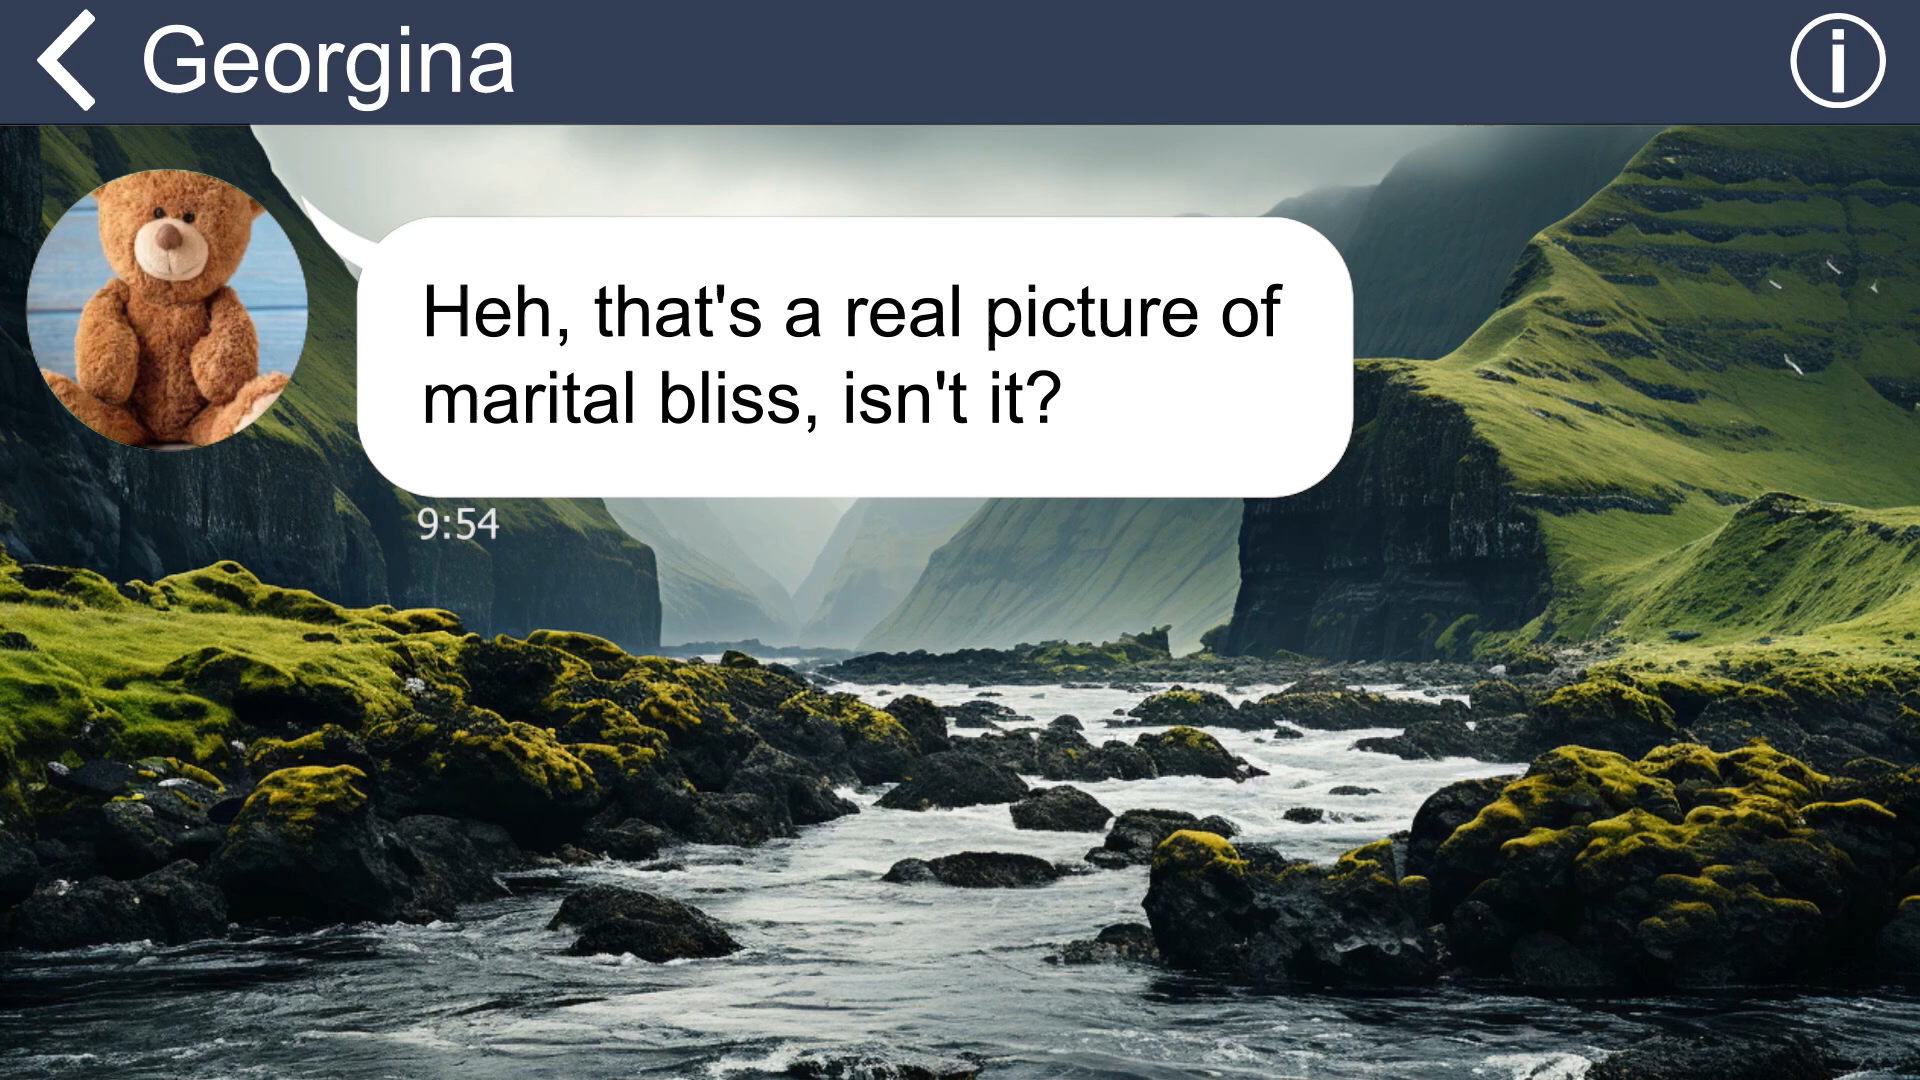 Georgina
Heh, that's a real picture of
marital bliss, isn't it?
9:54